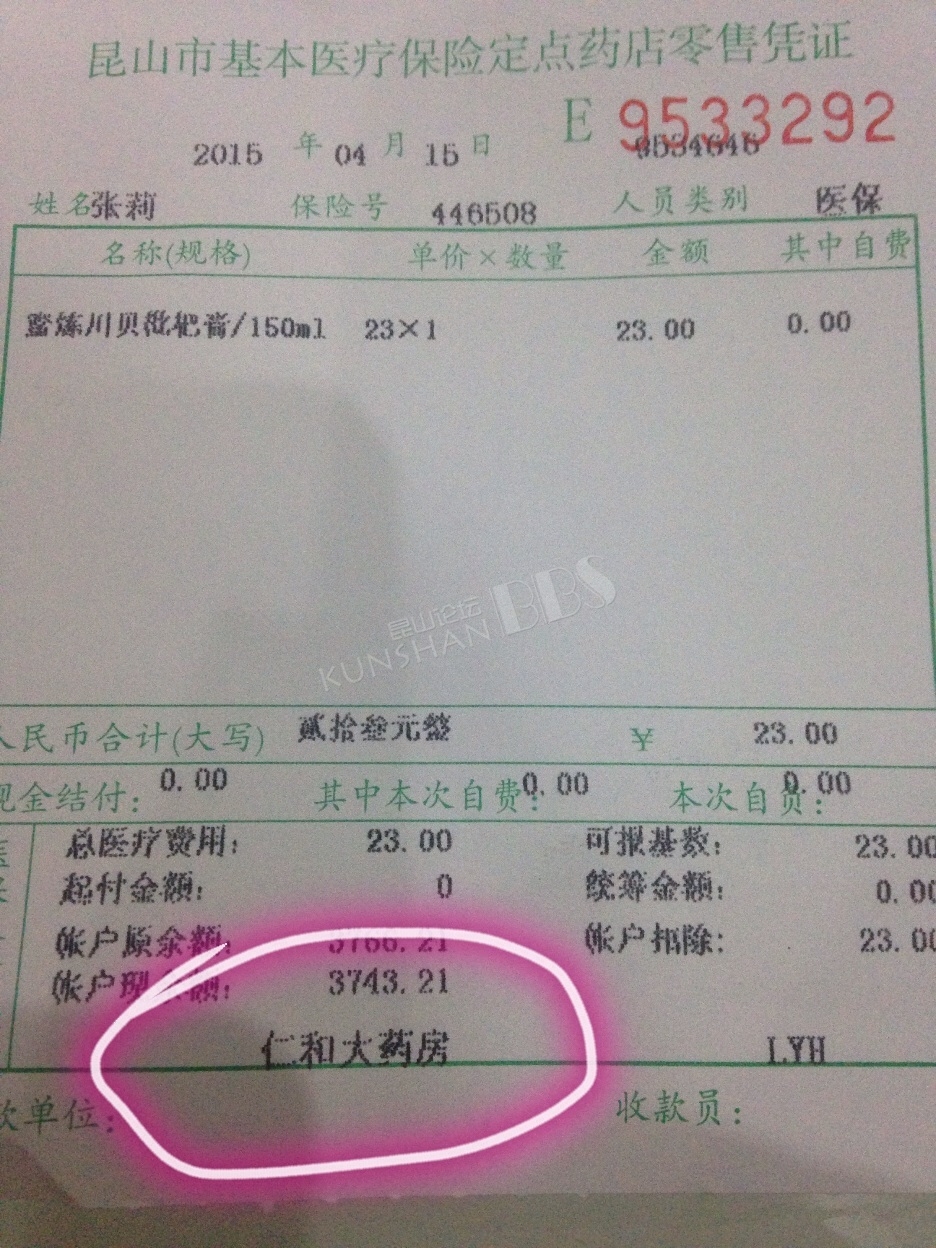 昆山市基本医疗保险定点药店零售凭证
E 9533292
2015 年 04 月 15 日 9534646
姓名 张莉 保险号 446508 人员类别 医保
名称(规格) 单价×数量 金额 其中自费
蜜炼川贝枇杷膏/150ml 23×1 23.00 0.00
昆山论坛
KUNSHAN BBS
人民币合计(大写) 贰拾叁元整 ¥ 23.00
现金结付: 0.00 其中本次自费: 0.00 本次自负: 0.00
总医疗费用: 23.00 可报基数: 23.00
起付金额: 0 统筹金额: 0.00
帐户原余额: 3766.21 帐户扣除: 23.00
帐户现余额: 3743.21
仁和大药房 LYH
款单位: 收款员: